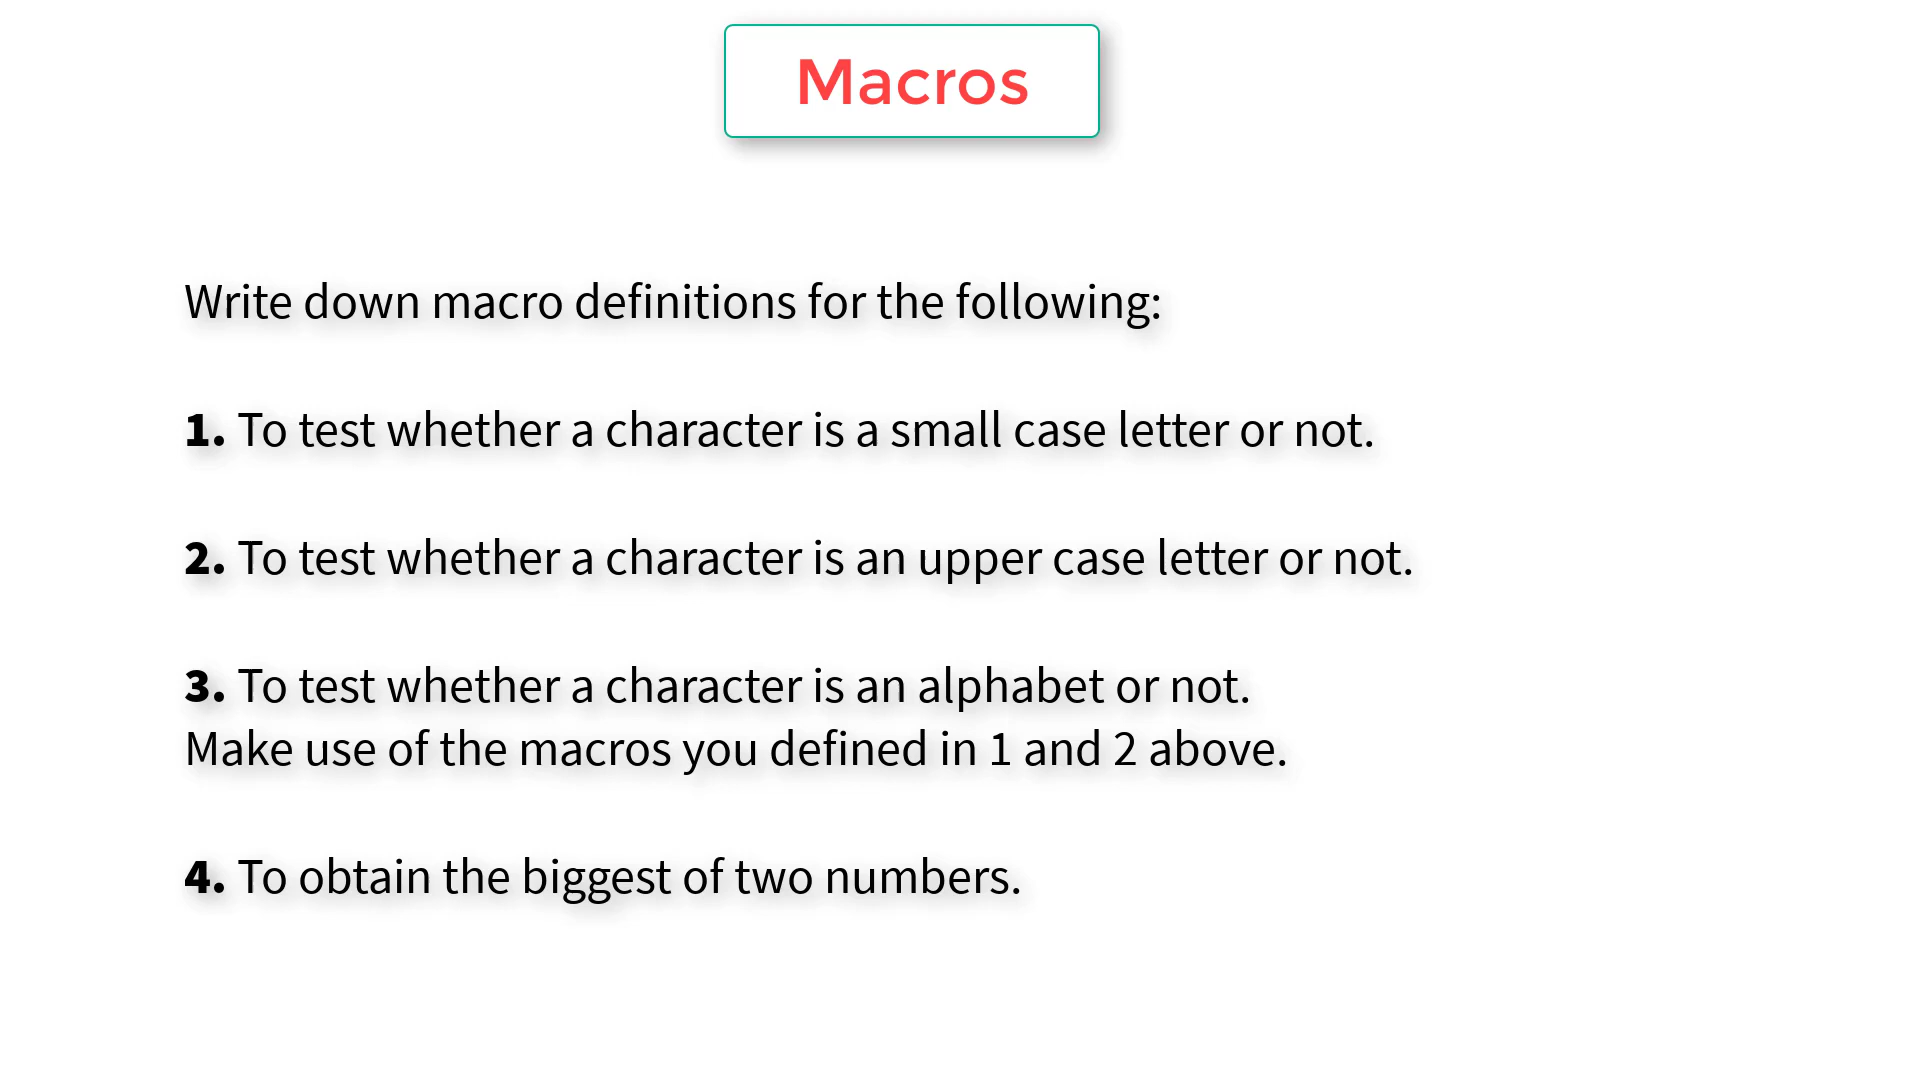 Macros
Write down macro definitions for the following:
1. To test whether a character is a small case letter or not.
2. To test whether a character is an upper case letter or not.
3. To test whether a character is an alphabet or not.
Make use of the macros you defined in 1 and 2 above.
4. To obtain the biggest of two numbers.